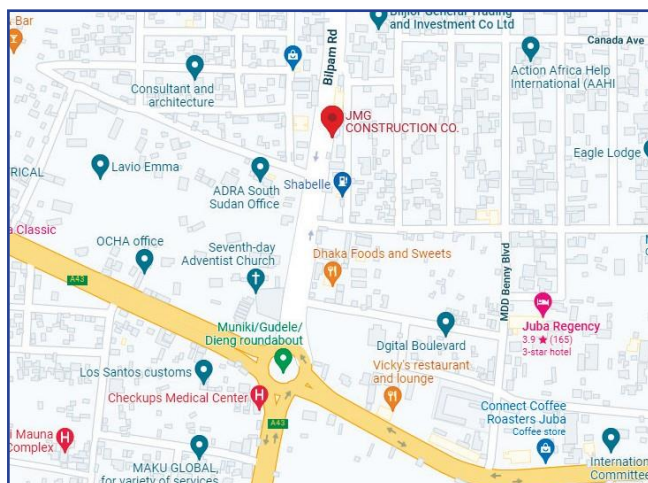 Bar
and Investment Co Ltd
Canada Ave
Bilpam Rd
Consultant and
architecture
Action Africa Help
International (AAHI
JMG
CONSTRUCTION CO.
Eagle Lodge
RICAL
Lavio Emma
ADRA South
Sudan Office
Shabelle
a Classic
OCHA office
Seventh-day
Adventist Church
Dhaka Foods and Sweets
MDD Benny Blvd
A43
Muniki/Gudele/
Dieng roundabout
Dgital Boulevard
Juba Regency
3.9 ★ (165)
3-star hotel
Los Santos customs
Vicky's restaurant
and lounge
Checkups Medical Center
A43
Connect Coffee
Roasters Juba
Coffee store
i Mauna
Complex
MAKU GLOBAL,
for variety of services
Internation
Committee